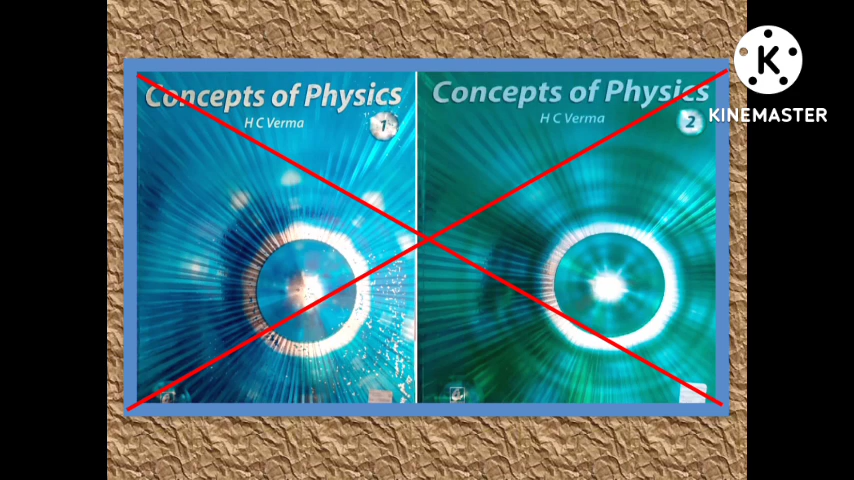 Concepts of Physics
H C Verma
1
Concepts of Physics
H C Verma
2
K
KINEMASTER